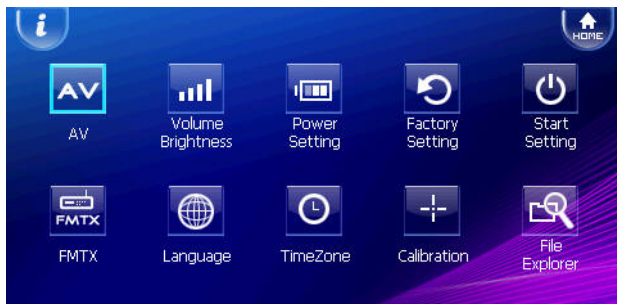 i
HOME
AV
AV
Volume
Brightness
Power
Setting
Factory
Setting
Start
Setting
FMTX
FMTX
Language
TimeZone
Calibration
File
Explorer